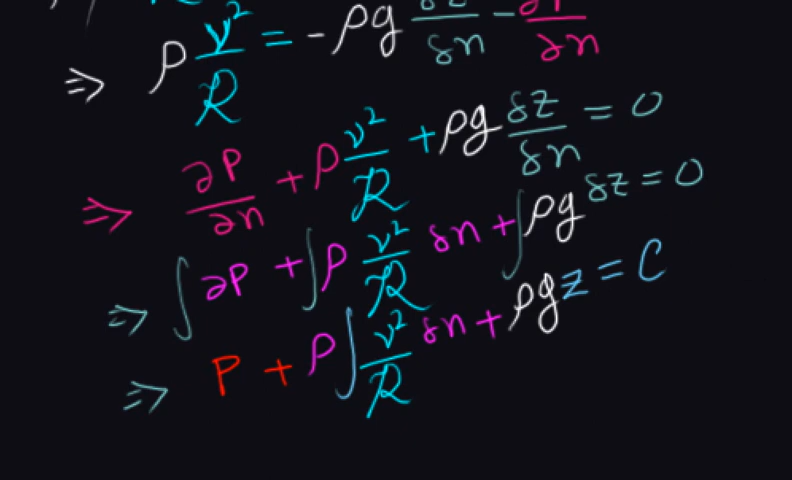 ⇒ ρ v²/R = -ρg δz/δn - ∂P/∂n
⇒ ∂P/∂n + ρ v²/R + ρg δz/δn = 0
⇒ ∫ ∂P + ∫ ρ v²/R δn + ∫ ρg δz = 0
⇒ P + ρ ∫ v²/R δn + ρgz = C